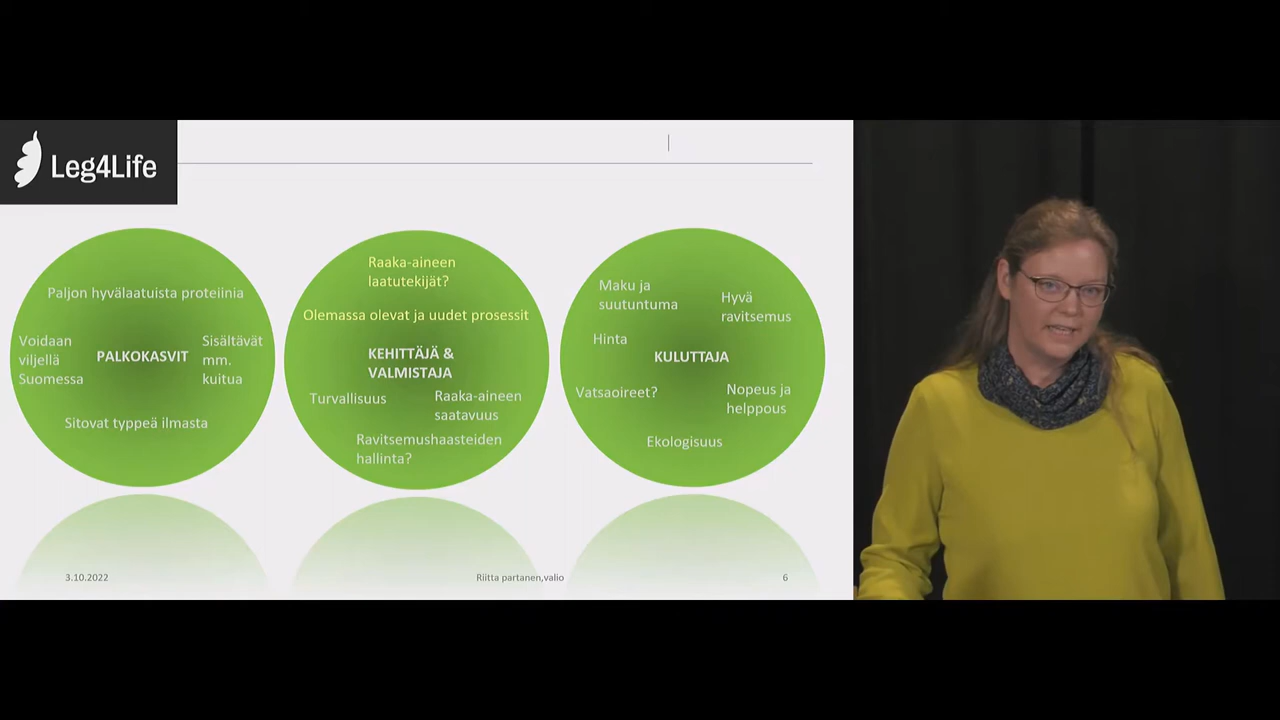 Leg4Life
Paljon hyvälaatuista proteiinia
Voidaan
viljellä
Suomessa
PALKOKASVIT
Sisältävät
mm.
kuitua
Sitovat typpeä ilmasta
Raaka-aineen
laatutekijät?
Olemassa olevat ja uudet prosessit
KEHITTÄJÄ &
VALMISTAJA
Turvallisuus
Raaka-aineen
saatavuus
Ravitsemushaasteiden
hallinta?
Maku ja
suutuntuma
Hyvä
ravitsemus
Hinta
KULUTTAJA
Vatsaoireet?
Nopeus ja
helppous
Ekologisuus
3.10.2022
Riitta partanen,valio
6